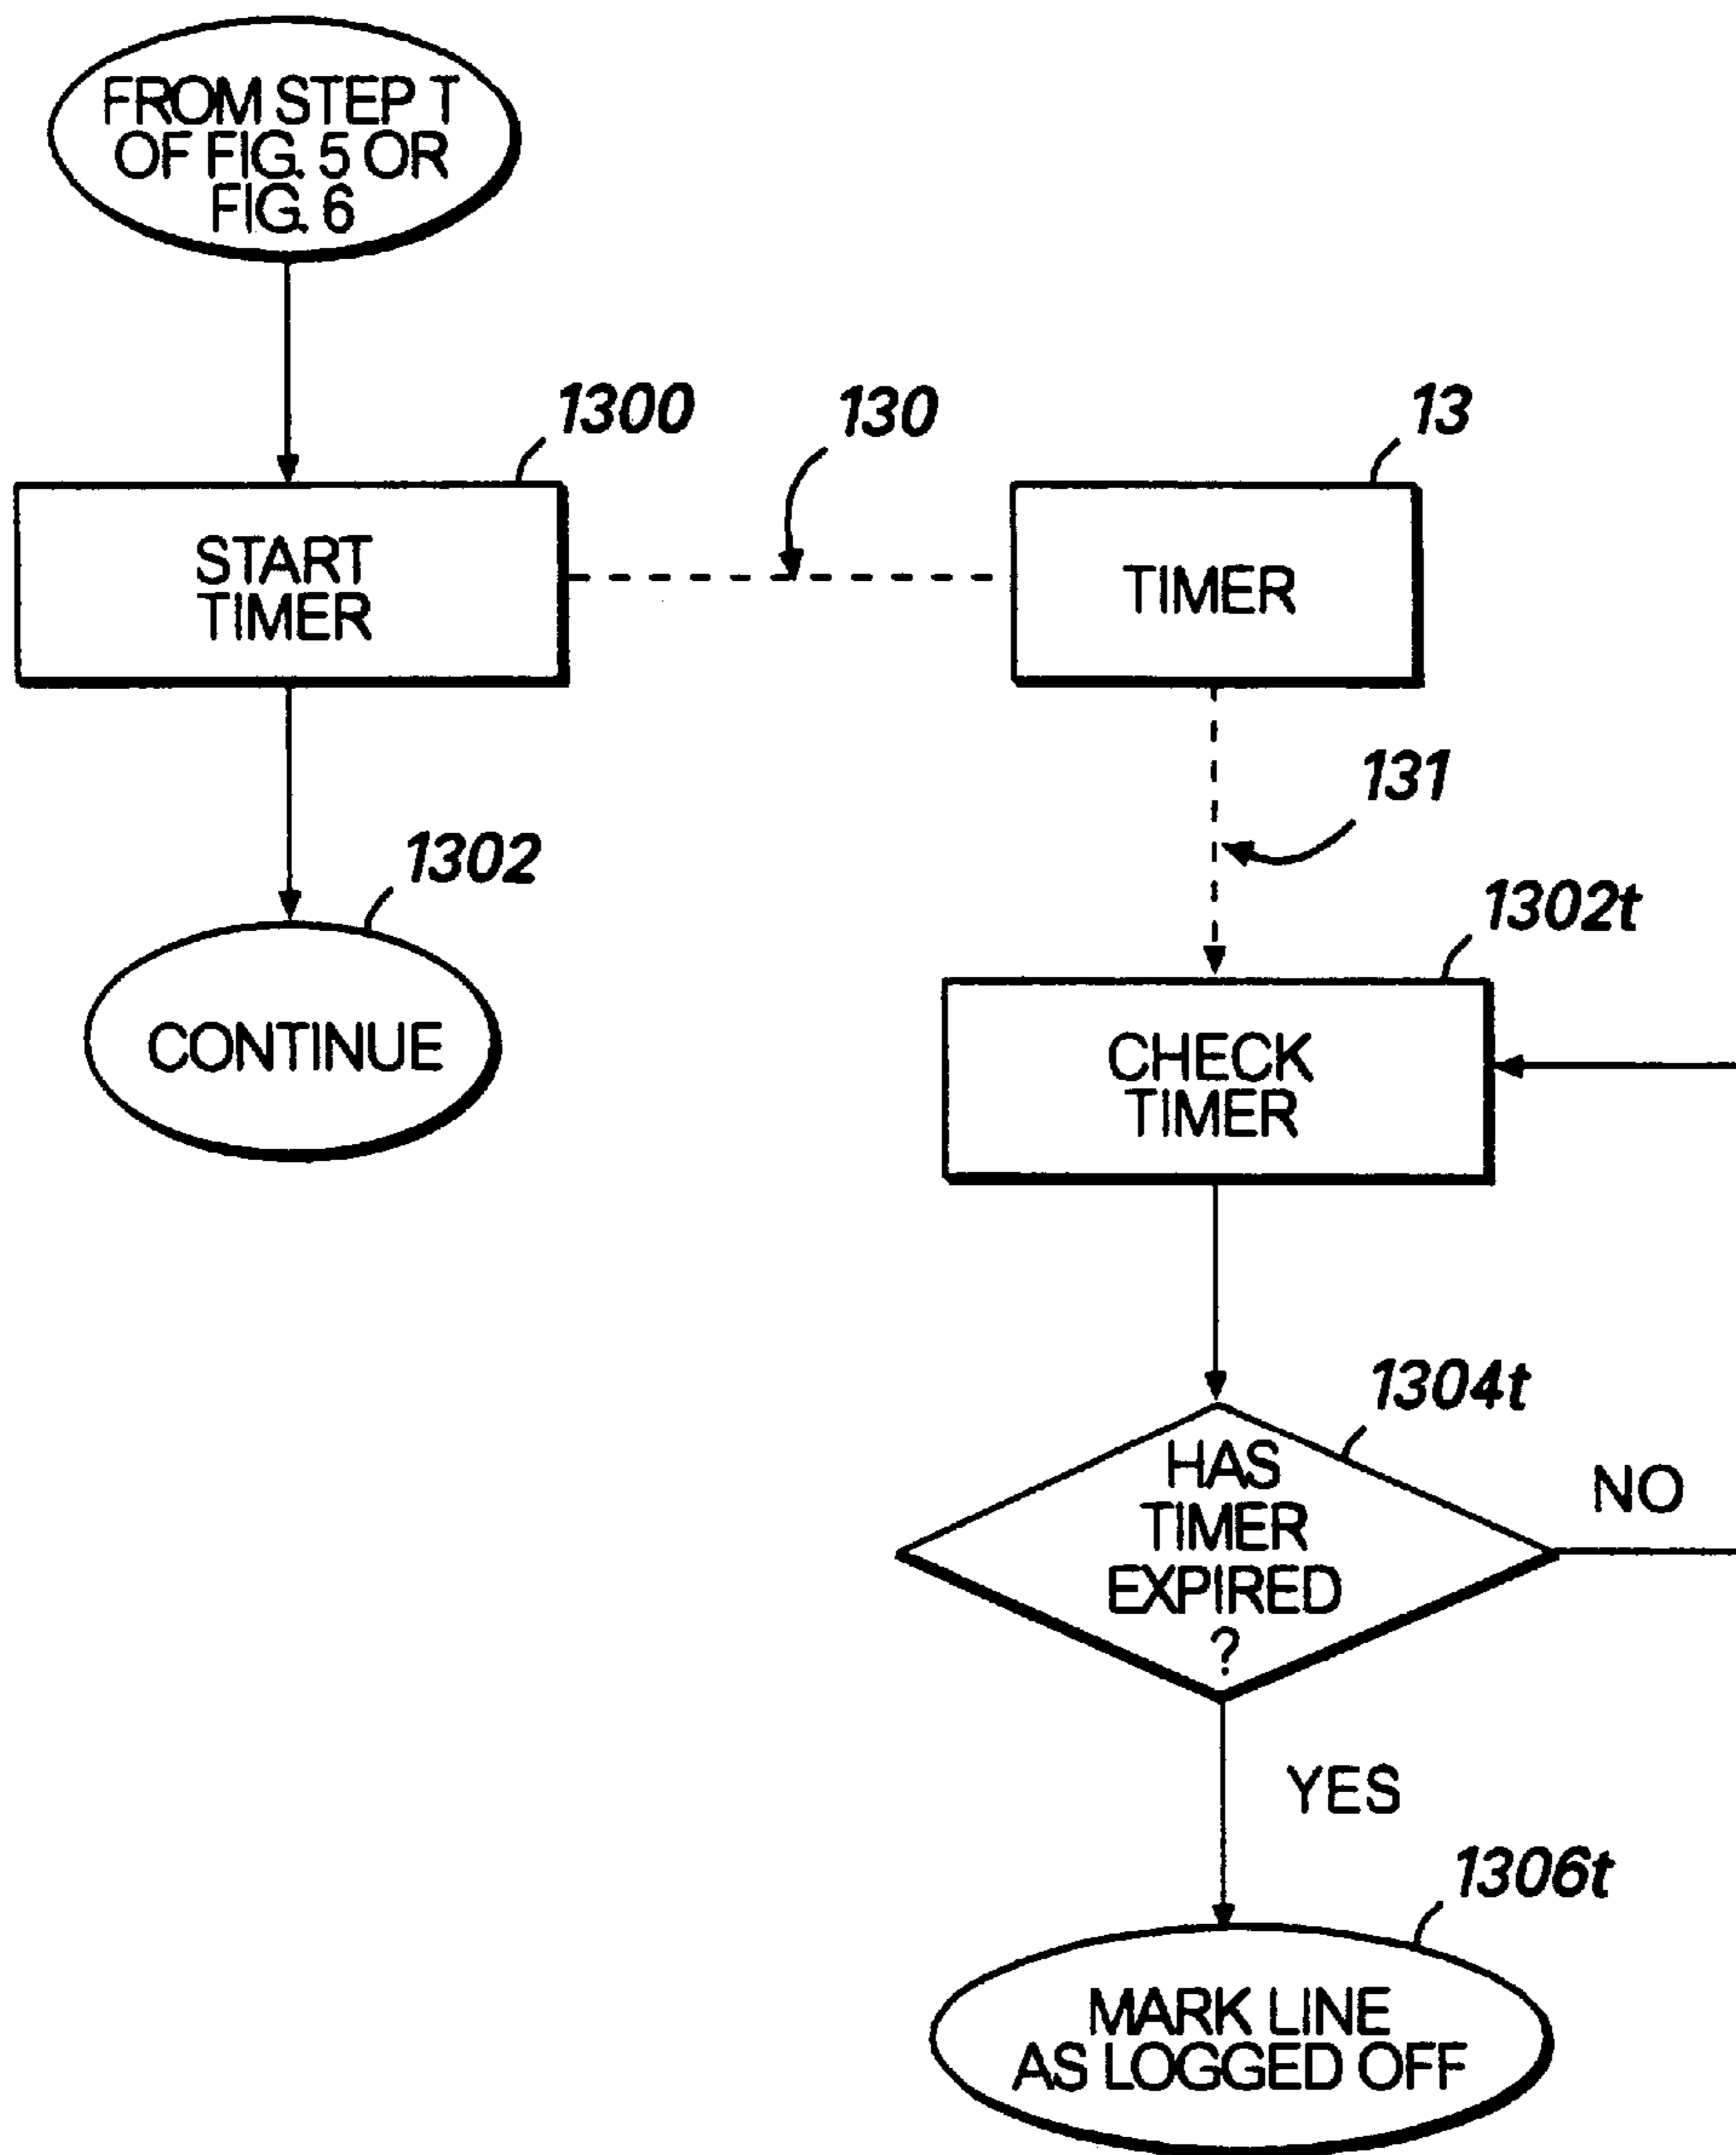 FROM STEP T
OF FIG. 5 OR
FIG. 6
1300
130
13
START
TIMER
TIMER
131
1302
1302t
CONTINUE
CHECK
TIMER
1304t
HAS
TIMER
EXPIRED
?
NO
YES
1306t
MARK LINE
AS LOGGED OFF